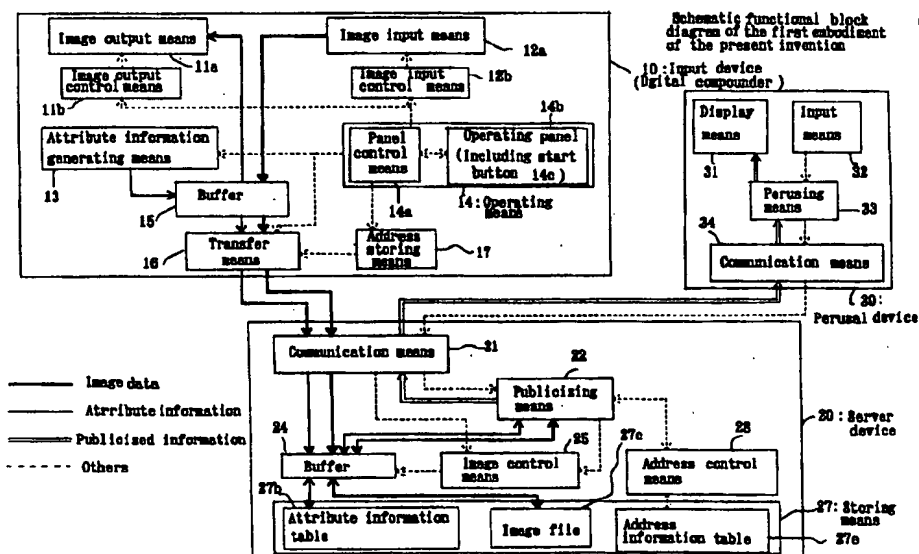 Image output means
11a
Image input means
12a
Image output
control means
11b
Image input
control means
12b
Attribute information
generating means
13
Panel
control
means
14a
14b
Operating panel
(Including start
button 14c)
14:Operating
Means
Buffer
15
Transfer
means
16
Address
storing
means
17
Schematic functional block
diagram of the first embodiment
of the present invention
10:Input device
(Dgital compounder)
Display
means
31
Input
means
32
Perusing
means
33
34
Communication means
30:
Perusal device
Communication means
21
22
Publicizing
means
20:Server
device
24
Buffer
25
Image control
means
27c
28
Address control
means
27b
Attribute information
table
Image file
Address
information table
27e
27:Storing
means
Image data
Atrribute information
Publicized information
Others